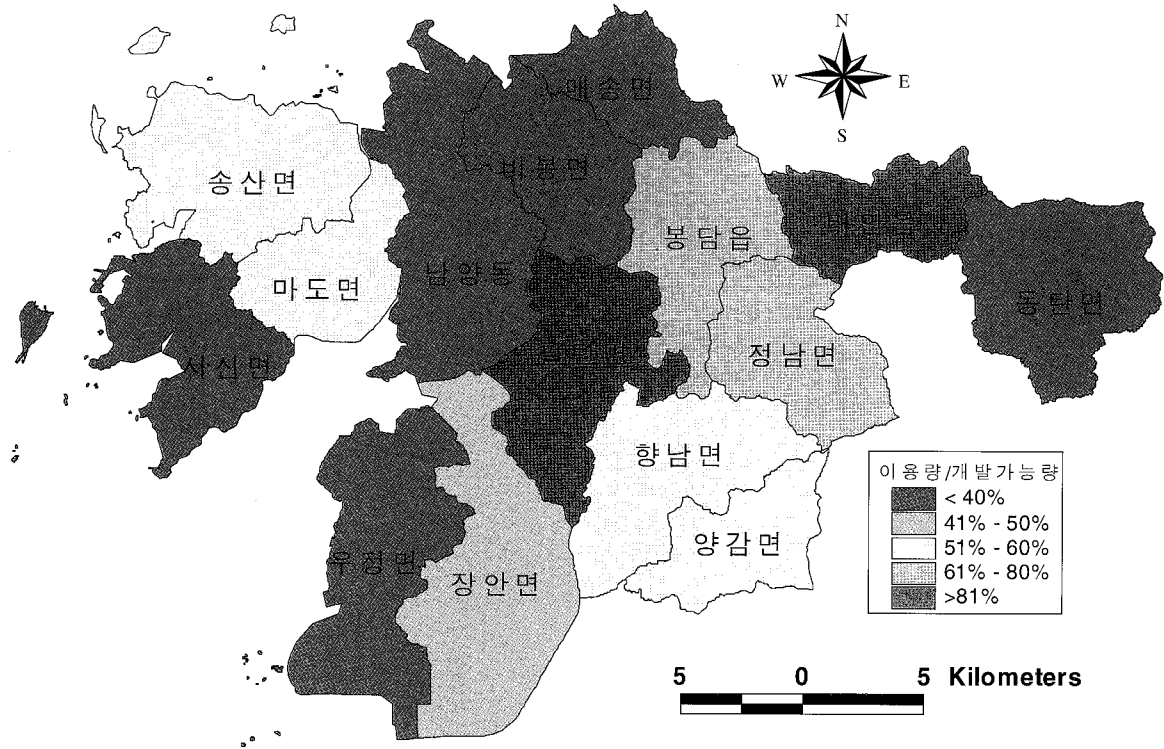 N
W
E
S
매송면
비봉면
송산면
봉담읍
남양동
마도면
동탄면
서신면
정남면
향남면
우정면
양감면
장안면
이용량/개발가능량
< 40%
41% - 50%
51% - 60%
61% - 80%
>81%
5 0 5 Kilometers